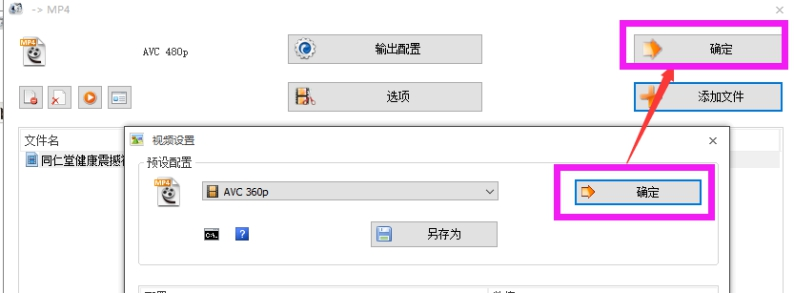 -> MP4
MP4
AVC 480p
输出配置
确定
选项
添加文件
文件名
同仁堂健康震撼
视频设置
预设配置
MP4
AVC 360p
确定
C:\
?
另存为